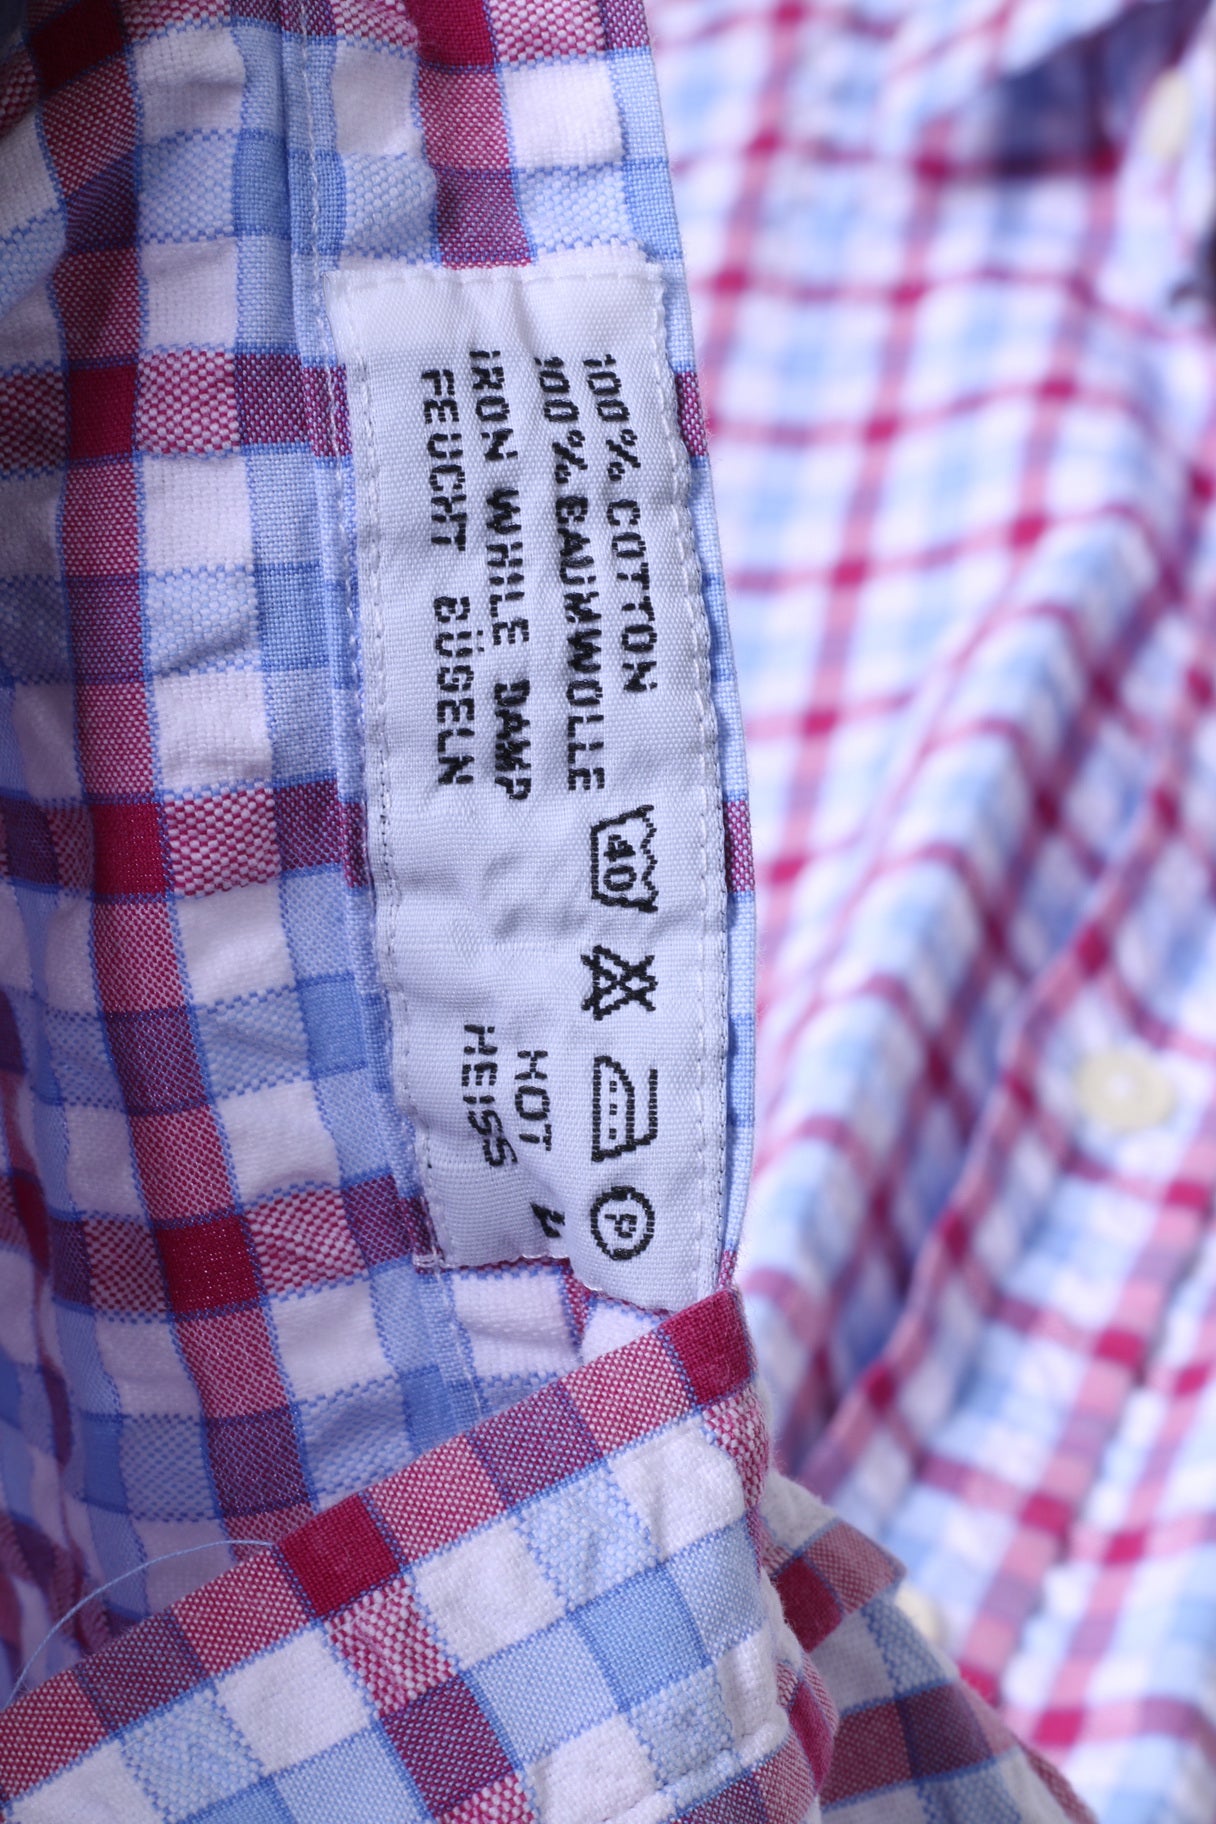 100% COTTON
100% BAUMWOLLE
IRON WHILE DAMP
FEUCHT BÜGELN
40
P
HOT
HEISS